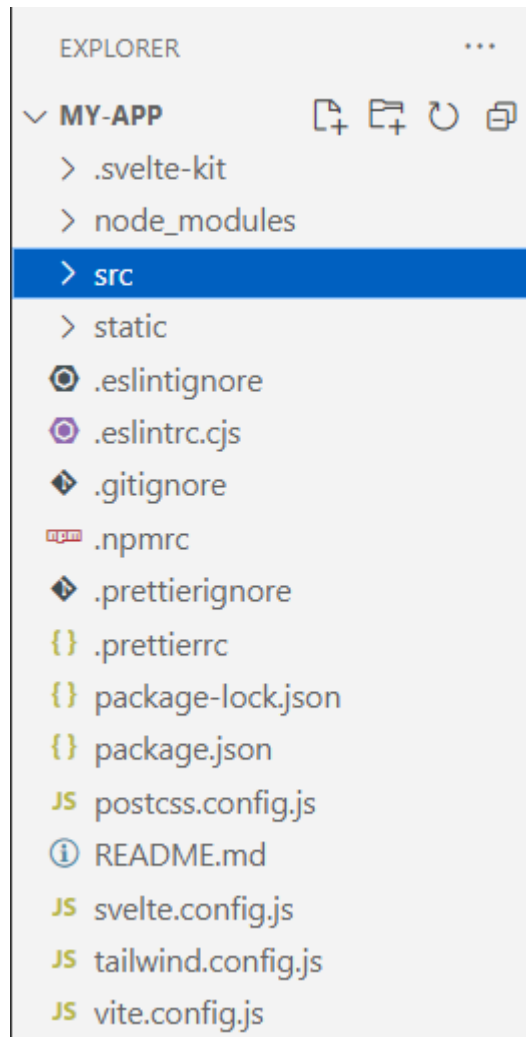 EXPLORER ...
MY-APP
.svelte-kit
node_modules
src
static
.eslintignore
.eslintrc.cjs
.gitignore
npm .npmrc
.prettierignore
{} .prettierrc
{} package-lock.json
{} package.json
JS postcss.config.js
README.md
JS svelte.config.js
JS tailwind.config.js
JS vite.config.js